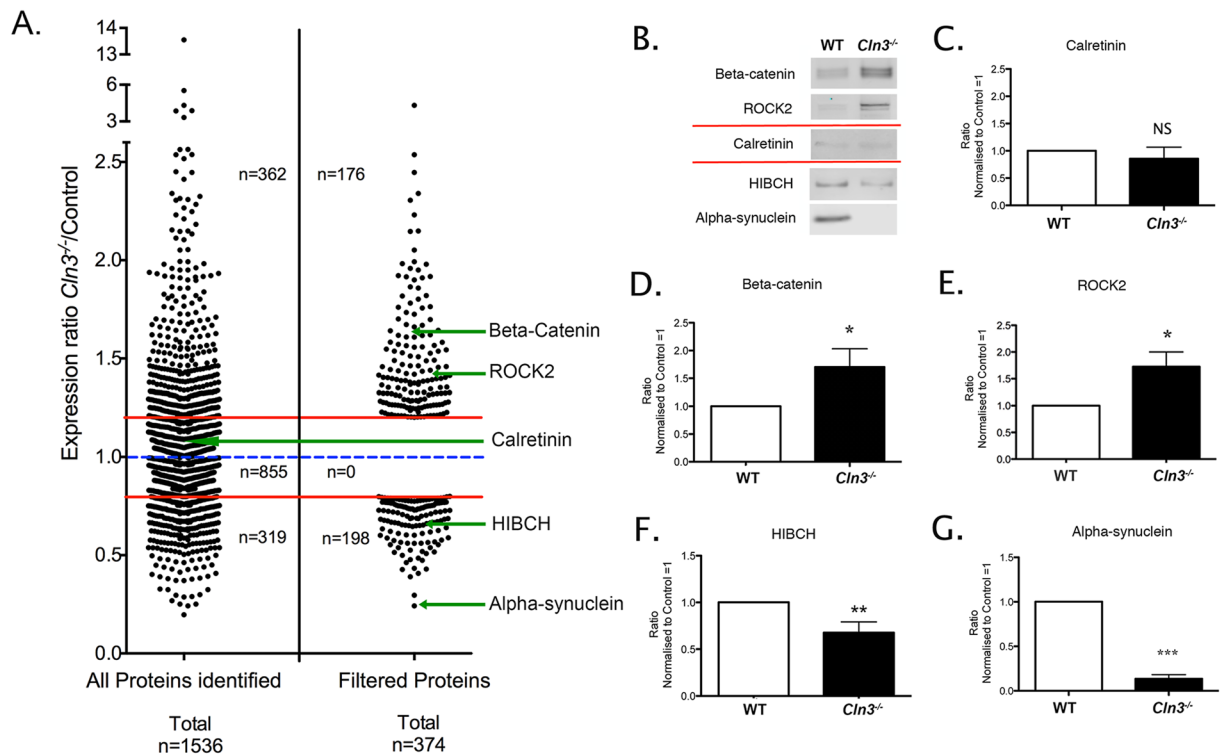 A.
Expression ratio Cln3-/-/Control
14
13
6
3
2.5
2.0
1.5
1.0
0.5
0.0
n=362
n=176
n=855
n=0
n=319
n=198
Beta-Catenin
ROCK2
Calretinin
HIBCH
Alpha-synuclein
All Proteins identified
Filtered Proteins
Total
n=1536
Total
n=374
B.
WT Cln3-/-
Beta-catenin
ROCK2
Calretinin
HIBCH
Alpha-synuclein
C.
Calretinin
Ratio
Normalised to Control =1
2.5
2.0
1.5
1.0
0.5
0.0
NS
WT
Cln3-/-
D.
Beta-catenin
Ratio
Normalised to Control =1
2.5
2.0
1.5
1.0
0.5
0.0
*
WT
Cln3-/-
E.
ROCK2
Ratio
Normalised to Control =1
2.5
2.0
1.5
1.0
0.5
0.0
*
WT
Cln3-/-
F.
HIBCH
Ratio
Normalised to Control =1
1.5
1.0
0.5
0.0
**
WT
Cln3-/-
G.
Alpha-synuclein
Ratio
Normalised to Control =1
1.5
1.0
0.5
0.0
***
WT
Cln3-/-